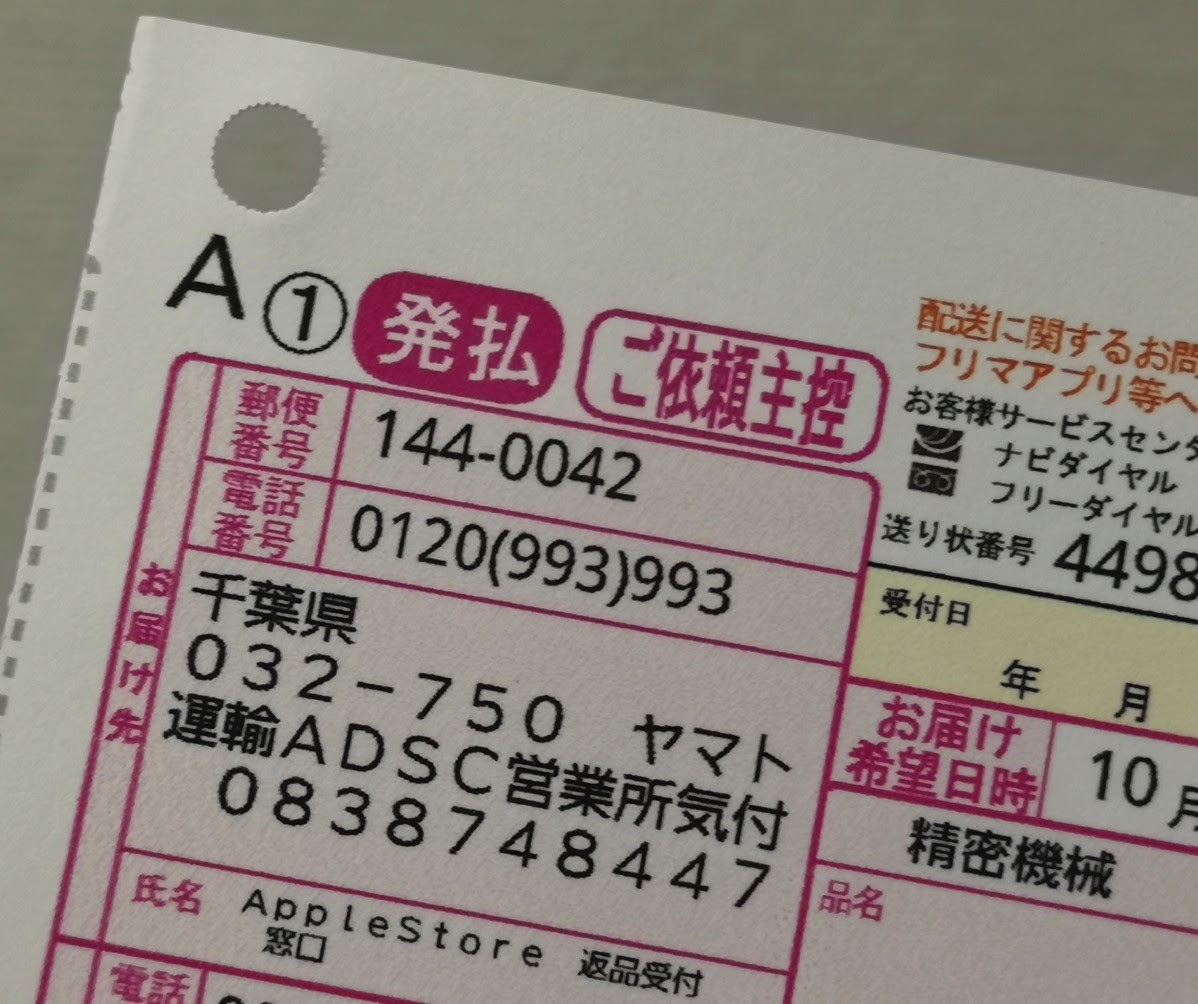 A ① 発払 ご依頼主控
配送に関するお問
フリマアプリ等へ
お客様サービスセンタ
ナビダイヤル
フリーダイヤル
送り状番号 4498
郵便番号 144-0042
電話番号 0120(993)993
お届け先
千葉県
032-750 ヤマト
運輸ADSC営業所気付
0838748447
氏名 AppleStore 返品受付
窓口
電話
受付日
年 月
お届け
希望日時 10月
精密機械
品名